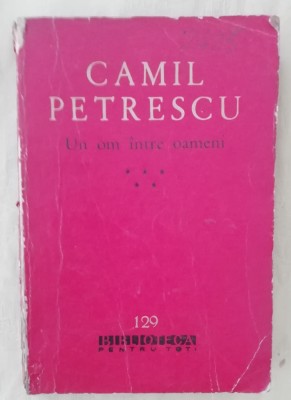 CAMIL
PETRESCU
Un om între oameni
* * *
* *
129
BIBLIOTECA
PENTRU TOȚI